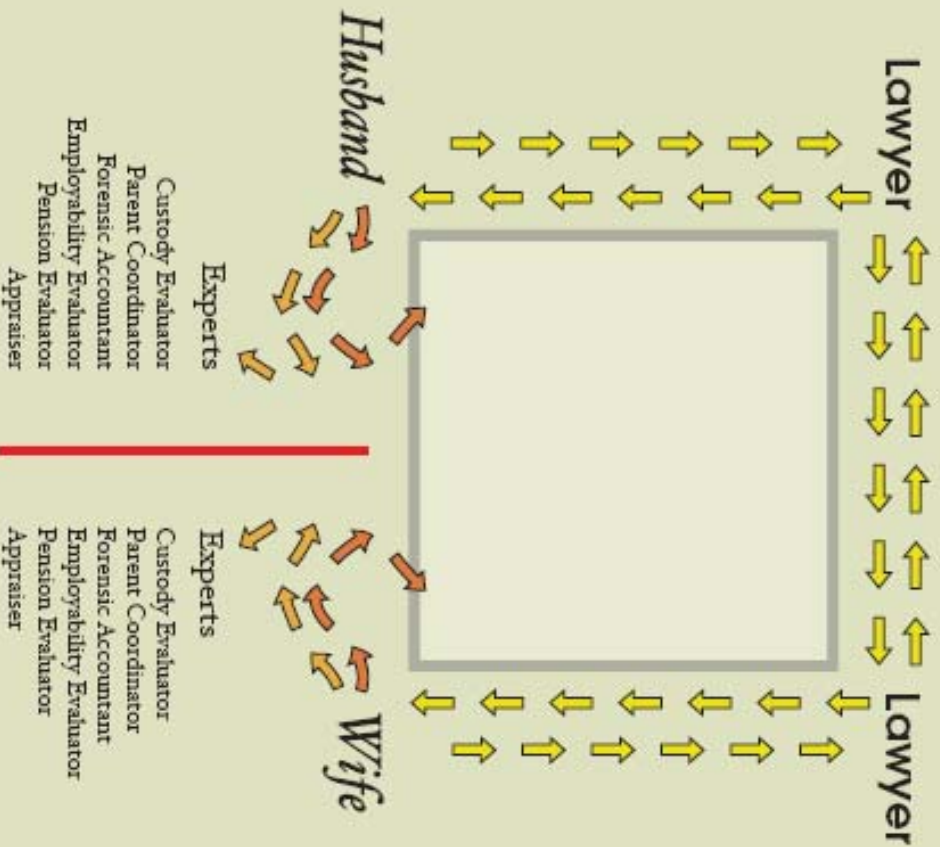 Lawyer
Lawyer
Husband
Wife
Experts
Custody Evaluator
Parent Coordinator
Forensic Accountant
Employability Evaluator
Pension Evaluator
Appraiser
Experts
Custody Evaluator
Parent Coordinator
Forensic Accountant
Employability Evaluator
Pension Evaluator
Appraiser